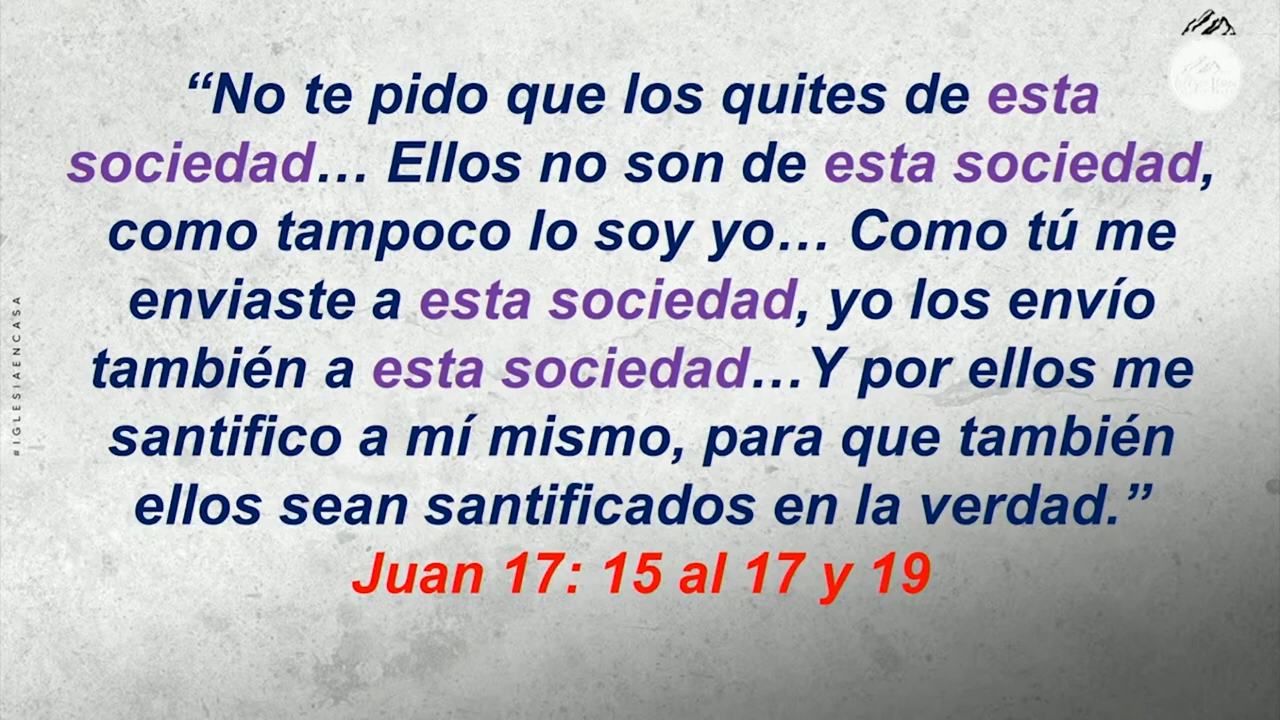 “No te pido que los quites de esta
sociedad… Ellos no son de esta sociedad,
como tampoco lo soy yo… Como tú me
enviaste a esta sociedad, yo los envío
también a esta sociedad…Y por ellos me
santifico a mí mismo, para que también
ellos sean santificados en la verdad.”
Juan 17: 15 al 17 y 19
#IGLESIAENCASA